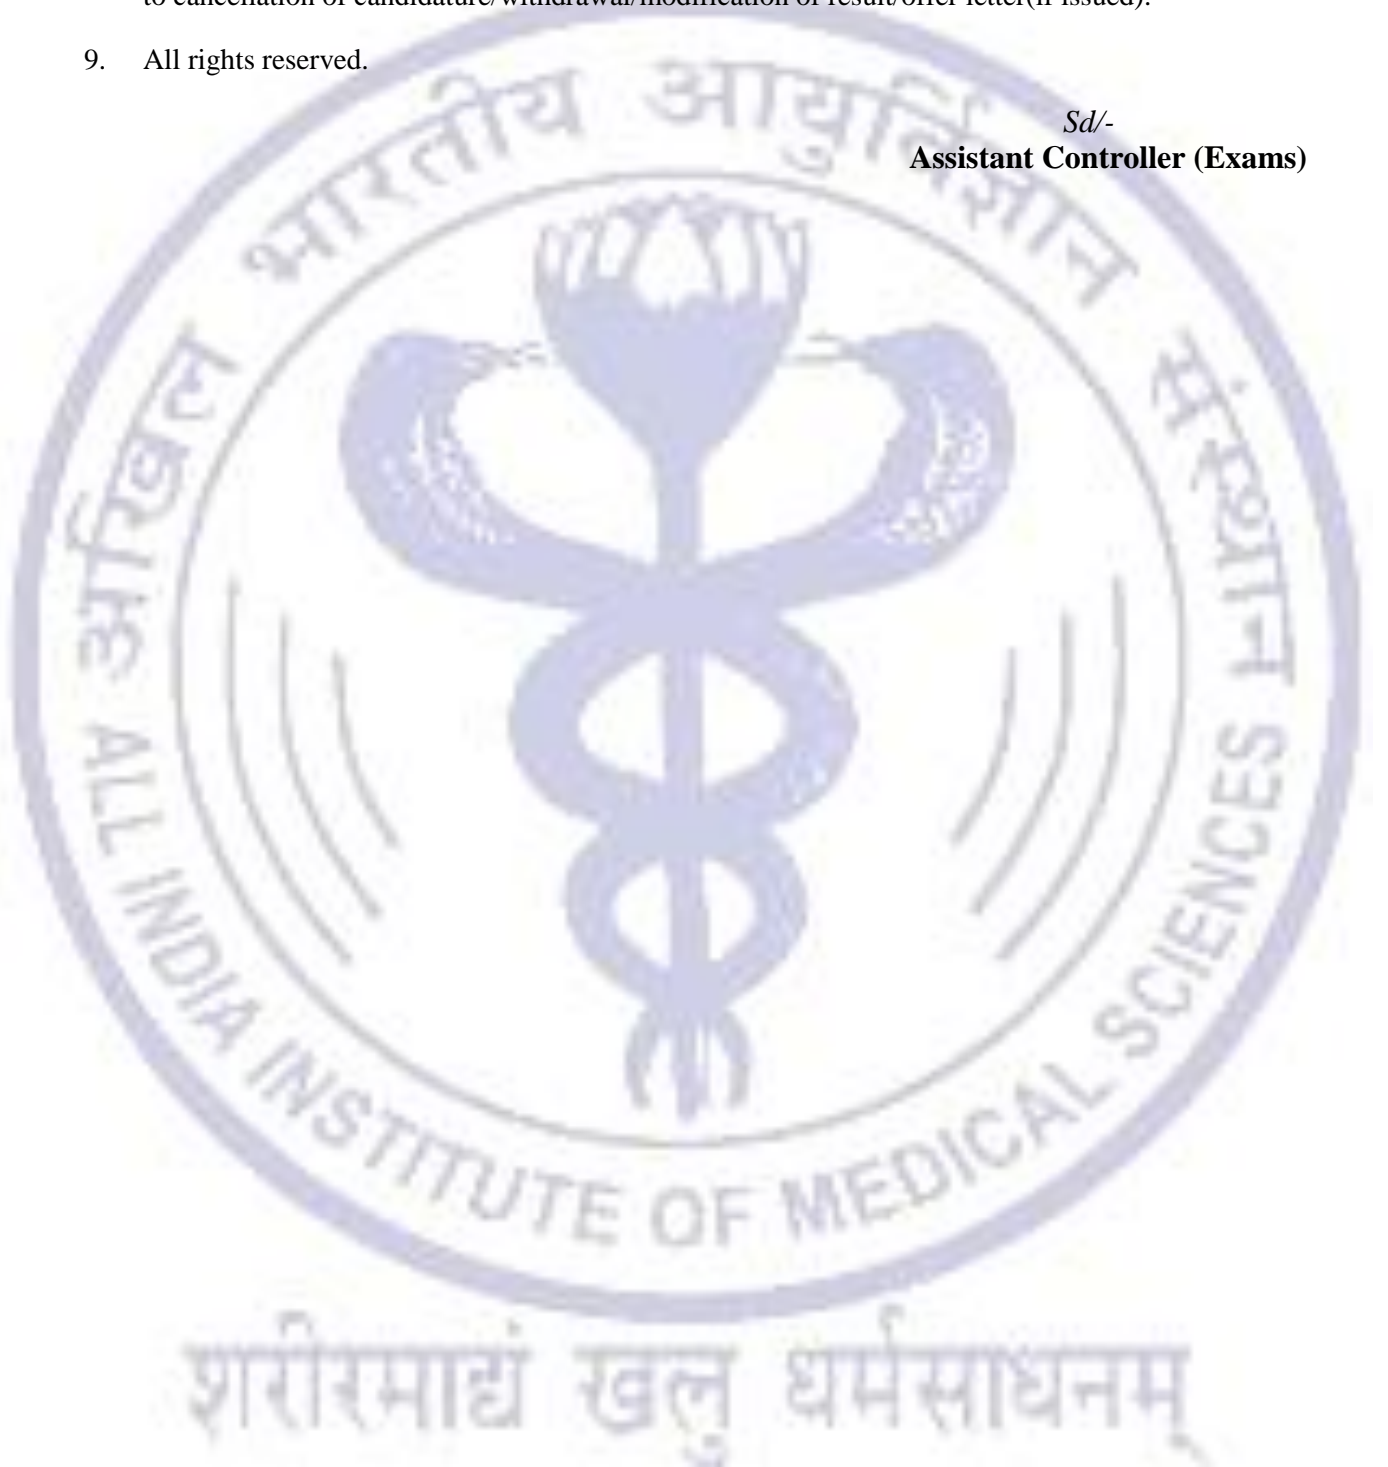 to cancellation of candidature/withdrawal/modification of result/offer letter(if issued).
9. All rights reserved.
Sd/-
Assistant Controller (Exams)
अखिल भारतीय आयुर्विज्ञान संस्थान
ALL INDIA INSTITUTE OF MEDICAL SCIENCES
शरीरमाद्यं खलु धर्मसाधनम्